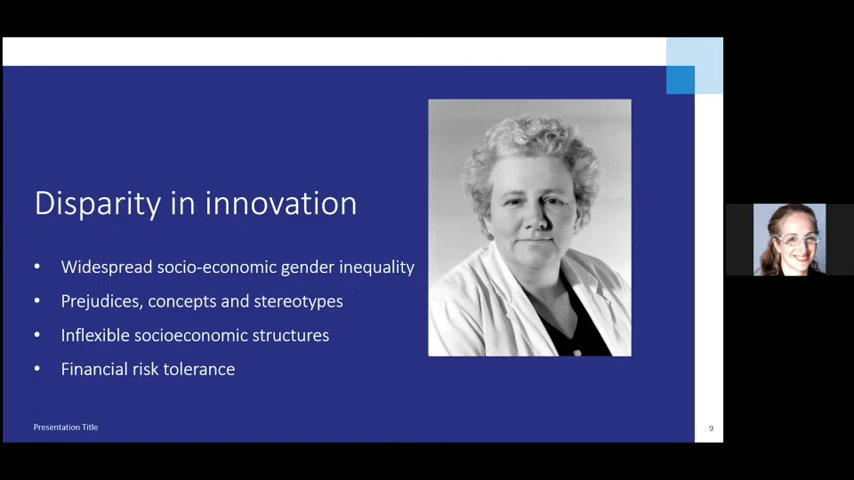 Disparity in innovation
• Widespread socio-economic gender inequality
• Prejudices, concepts and stereotypes
• Inflexible socioeconomic structures
• Financial risk tolerance
Presentation Title
9